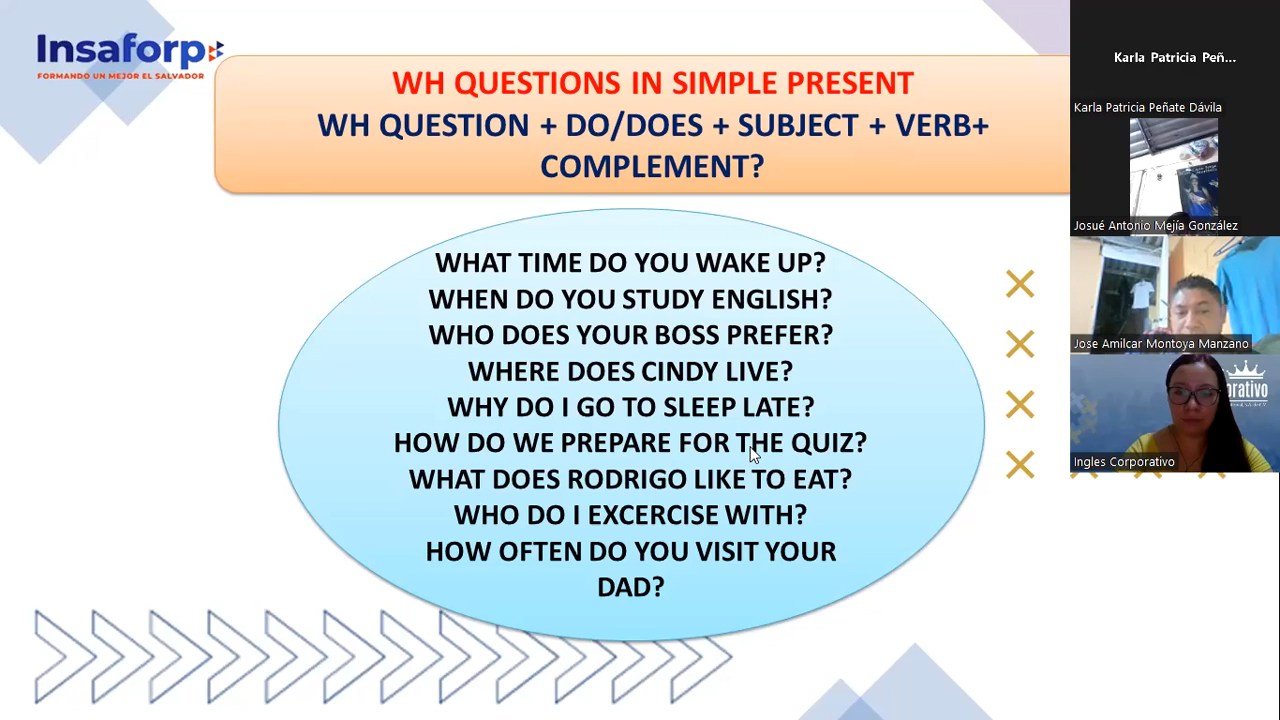 Insaforp
FORMANDO UN MEJOR EL SALVADOR
WH QUESTIONS IN SIMPLE PRESENT
WH QUESTION + DO/DOES + SUBJECT + VERB+
COMPLEMENT?
WHAT TIME DO YOU WAKE UP?
WHEN DO YOU STUDY ENGLISH?
WHO DOES YOUR BOSS PREFER?
WHERE DOES CINDY LIVE?
WHY DO I GO TO SLEEP LATE?
HOW DO WE PREPARE FOR THE QUIZ?
WHAT DOES RODRIGO LIKE TO EAT?
WHO DO I EXCERCISE WITH?
HOW OFTEN DO YOU VISIT YOUR
DAD?
Karla Patricia Peñ...
Karla Patricia Peñate Dávila
Josué Antonio Mejía González
Jose Amilcar Montoya Manzano
orativo
Ingles Corporativo